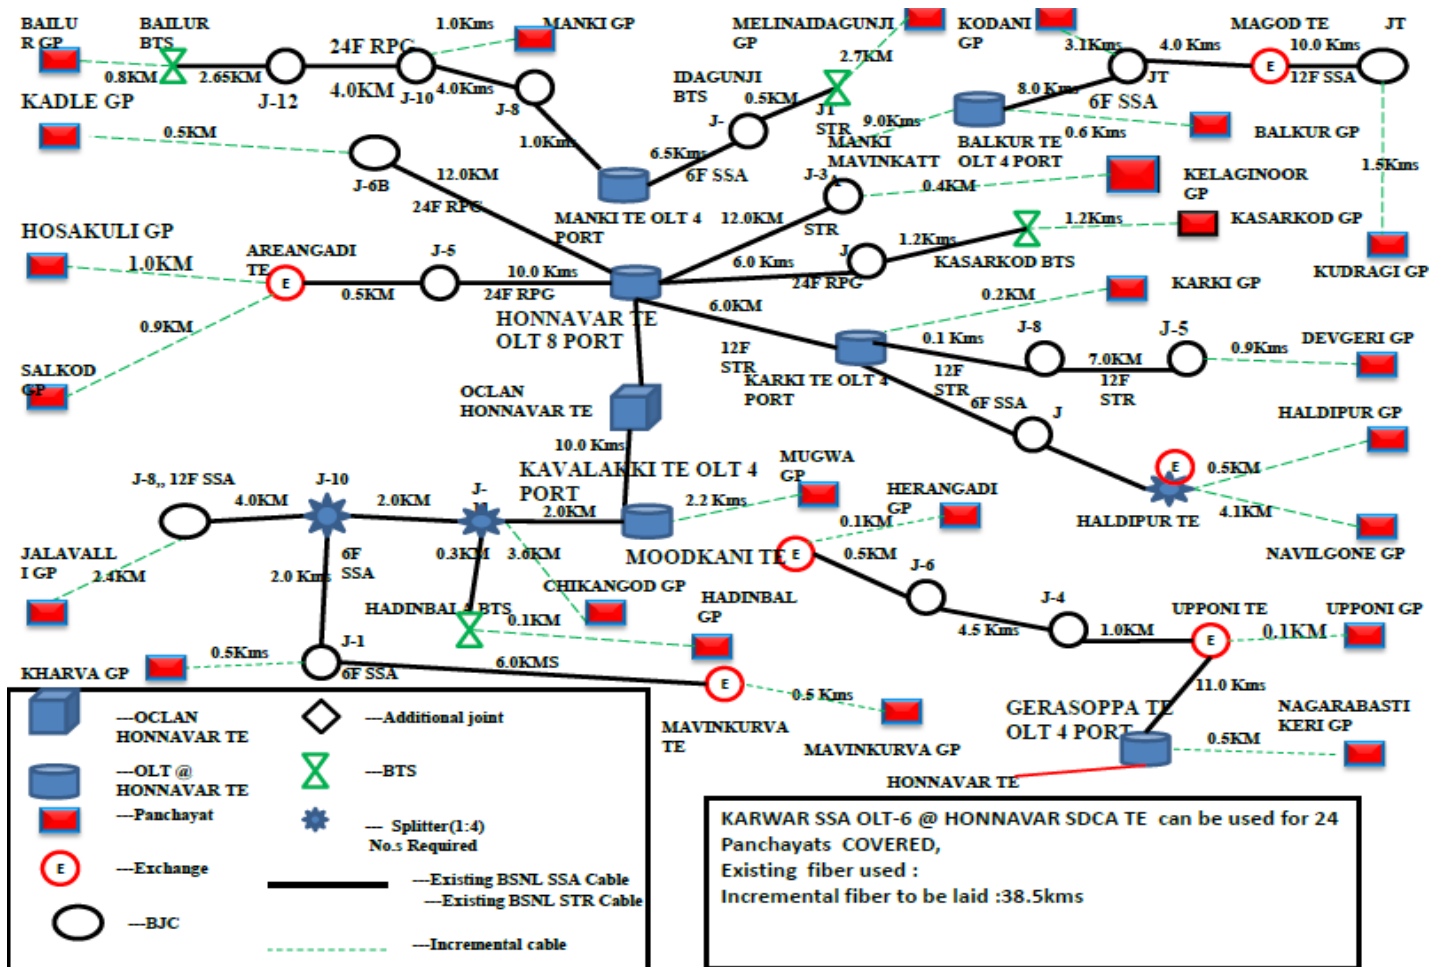 BAILU
R GP
BAILUR
BTS
1.0Kms
MANKI GP
MELINAIDAGUNJI
GP
KODANI
GP
MAGOD TE
JT
24F RPG
2.7KM
3.1Kms
4.0 Kms
10.0 Kms
0.8KM
2.65KM
4.0KM
4.0Kms
IDAGUNJI
BTS
JT
12F SSA
KADLE GP
J-12
J-10
J-8
0.5KM
8.0 Kms
6F SSA
0.5KM
J-
JT
STR
9.0Kms
0.6 Kms
BALKUR GP
1.0Kms
6.5Kms
6F SSA
MANKI
MAVINKATT
A
BALKUR TE
OLT 4 PORT
1.5Kms
J-6B
12.0KM
J-3
0.4KM
KELAGINOOR
GP
24F RPG
MANKI TE OLT 4
PORT
12.0KM
STR
1.2Kms
KASARKOD GP
HOSAKULI GP
AREANGADI
TE
J-5
J
1.2Kms
1.0KM
10.0 Kms
6.0 Kms
KASARKOD BTS
KUDRAGI GP
0.5KM
24F RPG
24F RPG
KARKI GP
0.2KM
6.0KM
HONNAVAR TE
OLT 8 PORT
0.9KM
12F
STR
0.1 Kms
J-8
J-5
DEVGERI GP
7.0KM
0.9Kms
SALKOD
GP
KARKI TE OLT 4
PORT
12F
STR
12F
STR
OCLAN
HONNAVAR TE
6F SSA
J
HALDIPUR GP
10.0 Kms
MUGWA
GP
E
0.5KM
J-8,, 12F SSA
J-10
KAVALAKKI TE OLT 4
PORT
HERANGADI
GP
4.0KM
2.0KM
2.0KM
2.2 Kms
4.1KM
0.1KM
HALDIPUR TE
JALAVALL
I GP
6F
SSA
0.3KM
3.6KM
MOODKANI TE
0.5KM
NAVILGONE GP
2.4KM
2.0 Kms
CHIKANGOD GP
HADINBAL
GP
J-6
J-4
HADINBALA BTS
0.1KM
UPPONI TE
UPPONI GP
4.5 Kms
1.0KM
0.1KM
KHARVA GP
0.5Kms
J-1
6F SSA
6.0KMS
11.0 Kms
0.5 Kms
GERASOPPA TE
OLT 4 PORT
NAGARABASTI
KERI GP
MAVINKURVA
TE
MAVINKURVA GP
0.5KM
HONNAVAR TE
---OCLAN
HONNAVAR TE
---Additional joint
---OLT @
HONNAVAR TE
---BTS
---Panchayat
--- Splitter(1:4)
No.s Required
E
---Exchange
---Existing BSNL SSA Cable
---Existing BSNL STR Cable
---BJC
---Incremental cable
KARWAR SSA OLT-6 @ HONNAVAR SDCA TE can be used for 24
Panchayats COVERED,
Existing fiber used :
Incremental fiber to be laid :38.5kms